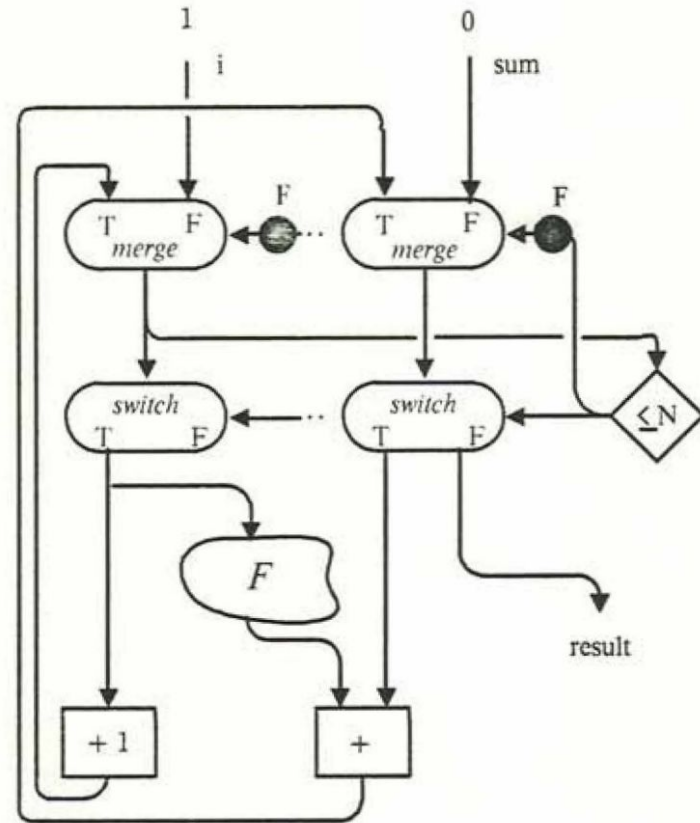 1 0
i sum
F F
T F T F
merge merge
switch switch ≤N
T F T F
F
result
+ 1 +